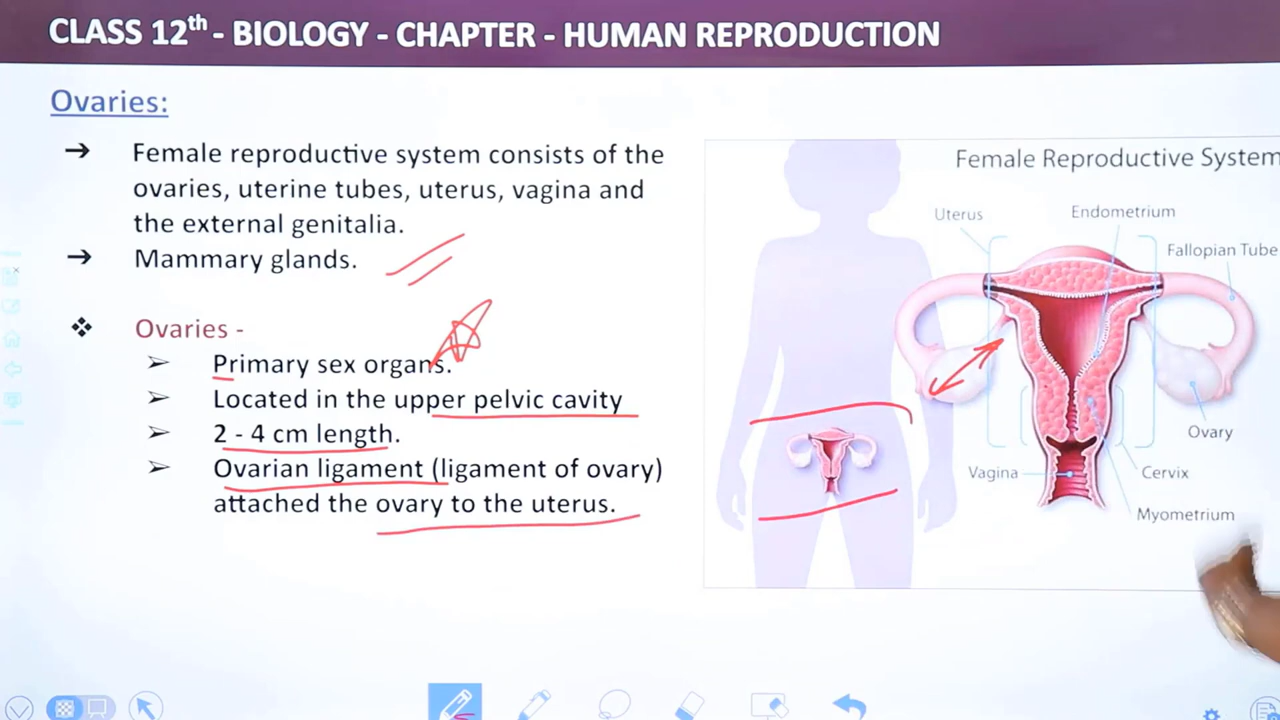 CLASS 12th - BIOLOGY - CHAPTER - HUMAN REPRODUCTION
Ovaries:
➔ Female reproductive system consists of the
ovaries, uterine tubes, uterus, vagina and
the external genitalia.
➔ Mammary glands.
❖ Ovaries -
➢ Primary sex organs.
➢ Located in the upper pelvic cavity
➢ 2 - 4 cm length.
➢ Ovarian ligament (ligament of ovary)
attached the ovary to the uterus.
Female Reproductive System
Uterus
Endometrium
Fallopian Tube
Ovary
Vagina
Cervix
Myometrium